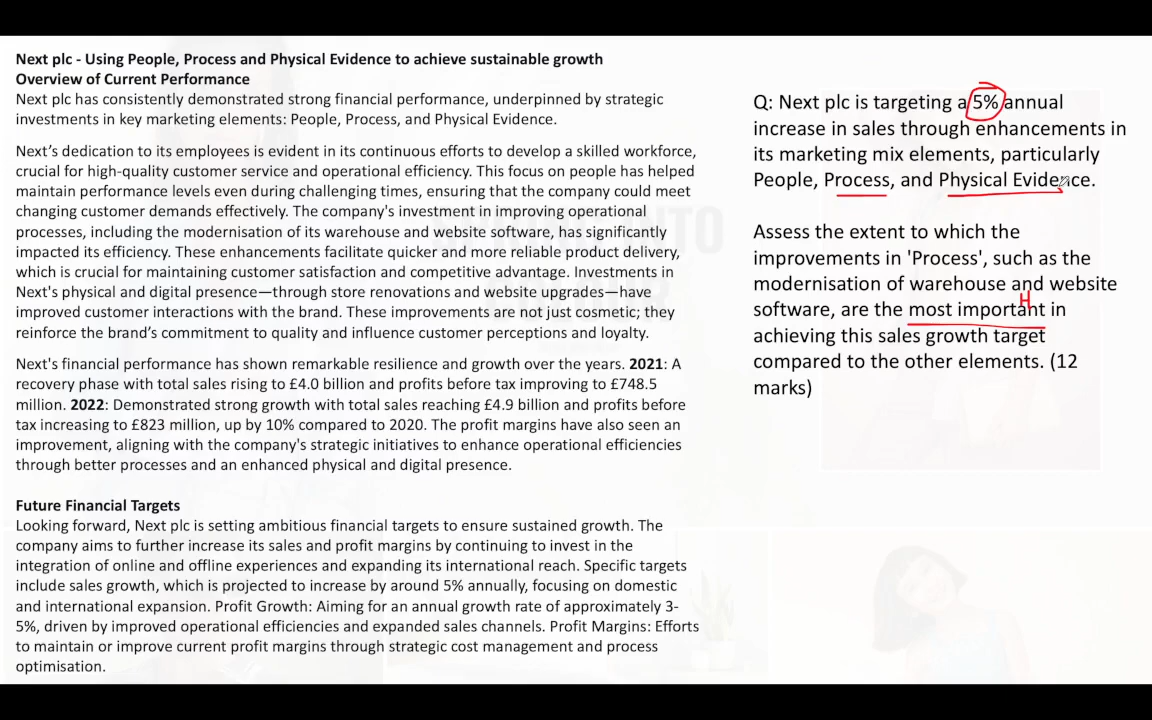 Next plc - Using People, Process and Physical Evidence to achieve sustainable growth
Overview of Current Performance
Next plc has consistently demonstrated strong financial performance, underpinned by strategic
investments in key marketing elements: People, Process, and Physical Evidence.
Next's dedication to its employees is evident in its continuous efforts to develop a skilled workforce,
crucial for high-quality customer service and operational efficiency. This focus on people has helped
maintain performance levels even during challenging times, ensuring that the company could meet
changing customer demands effectively. The company's investment in improving operational
processes, including the modernisation of its warehouse and website software, has significantly
impacted its efficiency. These enhancements facilitate quicker and more reliable product delivery,
which is crucial for maintaining customer satisfaction and competitive advantage. Investments in
Next's physical and digital presence—through store renovations and website upgrades—have
improved customer interactions with the brand. These improvements are not just cosmetic; they
reinforce the brand's commitment to quality and influence customer perceptions and loyalty.
Next's financial performance has shown remarkable resilience and growth over the years. 2021: A
recovery phase with total sales rising to £4.0 billion and profits before tax improving to £748.5
million. 2022: Demonstrated strong growth with total sales reaching £4.9 billion and profits before
tax increasing to £823 million, up by 10% compared to 2020. The profit margins have also seen an
improvement, aligning with the company's strategic initiatives to enhance operational efficiencies
through better processes and an enhanced physical and digital presence.
Future Financial Targets
Looking forward, Next plc is setting ambitious financial targets to ensure sustained growth. The
company aims to further increase its sales and profit margins by continuing to invest in the
integration of online and offline experiences and expanding its international reach. Specific targets
include sales growth, which is projected to increase by around 5% annually, focusing on domestic
and international expansion. Profit Growth: Aiming for an annual growth rate of approximately 3-
5%, driven by improved operational efficiencies and expanded sales channels. Profit Margins: Efforts
to maintain or improve current profit margins through strategic cost management and process
optimisation.
Q: Next plc is targeting a 5% annual
increase in sales through enhancements in
its marketing mix elements, particularly
People, Process, and Physical Evidence.
Assess the extent to which the
improvements in 'Process', such as the
modernisation of warehouse and website
H
software, are the most important in
achieving this sales growth target
compared to the other elements. (12
marks)